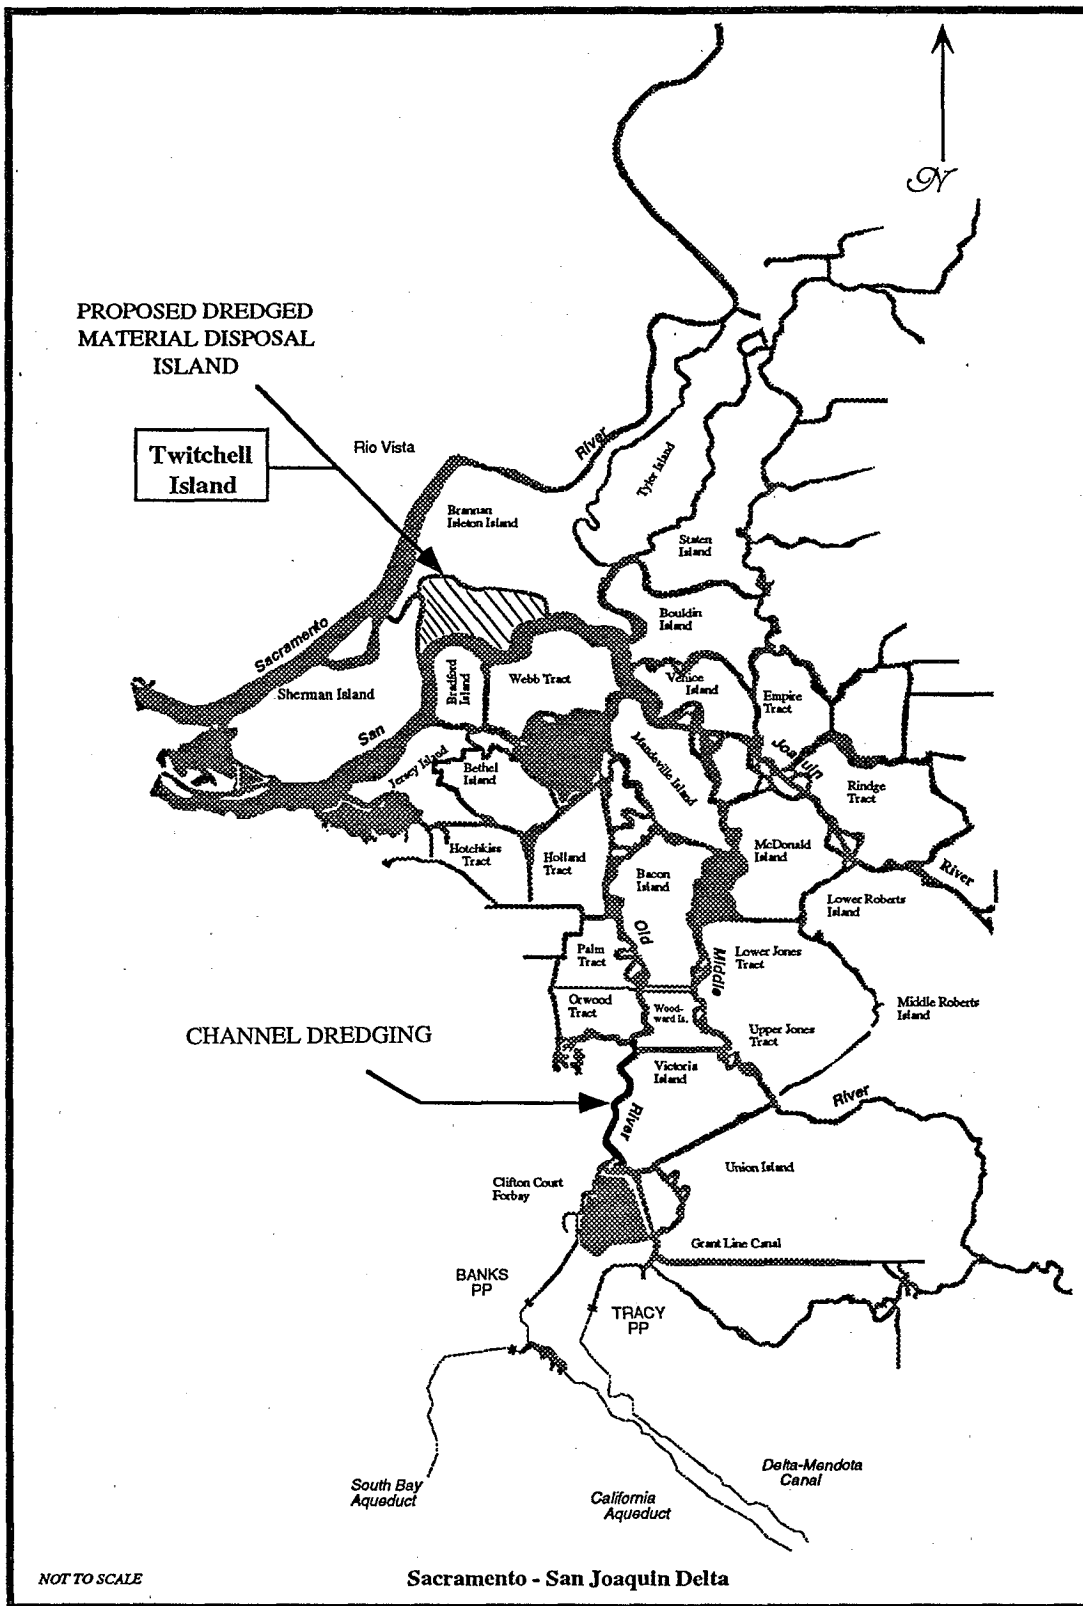 N
PROPOSED DREDGED
MATERIAL DISPOSAL
ISLAND
Twitchell
Island
Rio Vista
River
Tyler Island
Brannan
Isleton Island
Staten
Island
Bouldin
Island
Sacramento
Sherman Island
Bradford
Island
Webb Tract
Venice
Island
Empire
Tract
San
Jersey Island
Bethel
Island
Mandeville Island
Joaquin
Rindge
Tract
Hotchkiss
Tract
Holland
Tract
Bacon
Island
McDonald
Island
River
Lower Roberts
Island
Old
Middle
Palm
Tract
Lower Jones
Tract
Orwood
Tract
Wood-
ward Is.
Middle Roberts
Island
Upper Jones
Tract
CHANNEL DREDGING
Victoria
Island
River
River
Union Island
Clifton Court
Forbay
Grant Line Canal
BANKS
PP
TRACY
PP
South Bay
Aqueduct
California
Aqueduct
Delta-Mendota
Canal
NOT TO SCALE
Sacramento - San Joaquin Delta